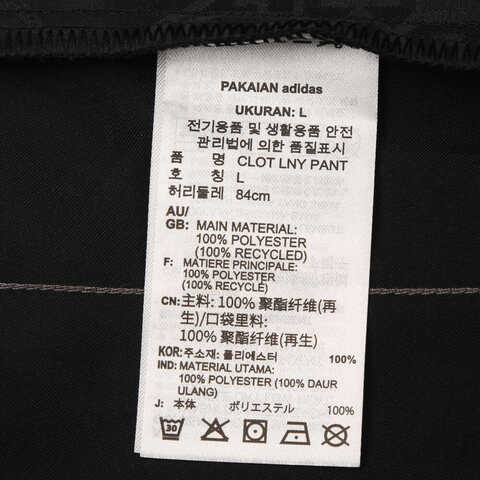 PAKAIAN adidas
UKURAN: L
전기용품 및 생활용품 안전
관리법에 의한 품질표시
품 명 CLOT LNY PANT
호 칭 L
허리둘레 84cm
AU/
GB: MAIN MATERIAL:
100% POLYESTER
(100% RECYCLED)
F: MATIERE PRINCIPALE:
100% POLYESTER
(100% RECYCLÉ)
CN: 主料: 100% 聚酯纤维(再
生)/口袋里料:
100% 聚酯纤维(再生)
KOR: 주소재: 폴리에스터 100%
IND: MATERIAL UTAMA:
100% POLYESTER (100% DAUR
ULANG)
J: 本体 ポリエステル 100%
30